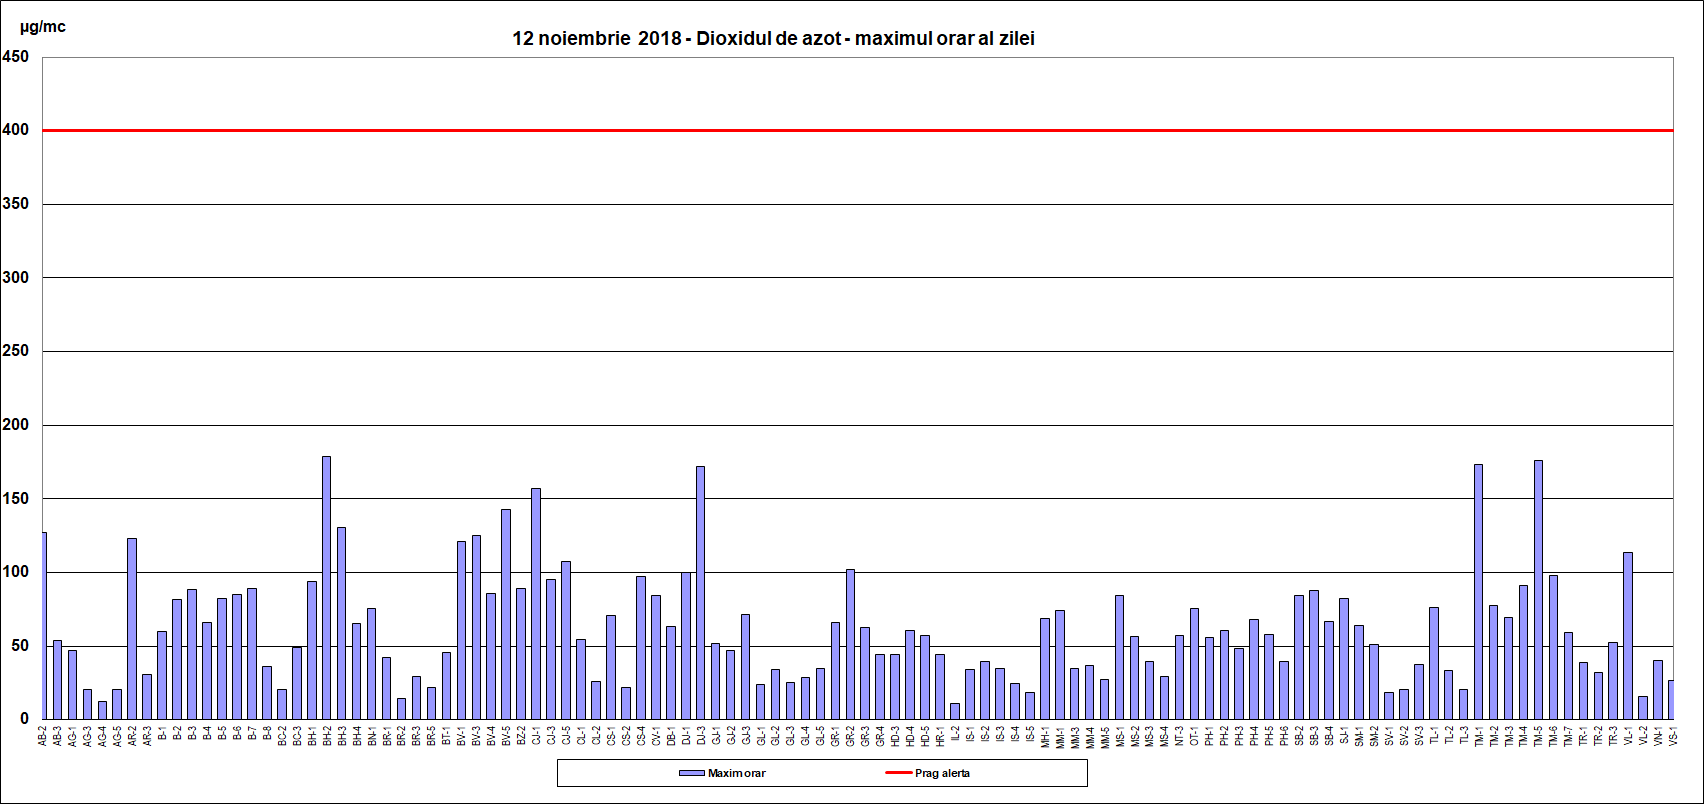 µg/mc
12 noiembrie 2018 - Dioxidul de azot - maximul orar al zilei
450
400
350
300
250
200
150
100
50
0
AB-2 AB-3 AG-1 AG-3 AG-4 AG-5 AR-2 AR-3 B-1 B-2 B-3 B-4 B-5 B-6 B-7 B-8 BC-2 BC-3 BH-1 BH-2 BH-3 BH-4 BN-1 BR-1 BR-2 BR-3 BR-5 BT-1 BV-1 BV-3 BV-4 BV-5 BZ-2 CJ-1 CJ-3 CJ-5 CL-1 CL-2 CS-1 CS-2 CS-4 CV-1 DB-1 DJ-1 DJ-3 GJ-1 GJ-2 GJ-3 GL-1 GL-2 GL-3 GL-4 GL-5 GR-1 GR-2 GR-3 GR-4 HD-3 HD-4 HD-5 HR-1 IL-2 IS-1 IS-2 IS-3 IS-4 IS-5 MH-1 MM-1 MM-3 MM-4 MM-5 MS-1 MS-2 MS-3 MS-4 NT-3 OT-1 PH-1 PH-2 PH-3 PH-4 PH-5 PH-6 SB-2 SB-3 SB-4 SJ-1 SM-1 SM-2 SV-1 SV-2 SV-3 TL-1 TL-2 TL-3 TM-1 TM-2 TM-3 TM-4 TM-5 TM-6 TM-7 TR-1 TR-2 TR-3 VL-1 VL-2 VN-1 VS-1
Maxim orar Prag alerta